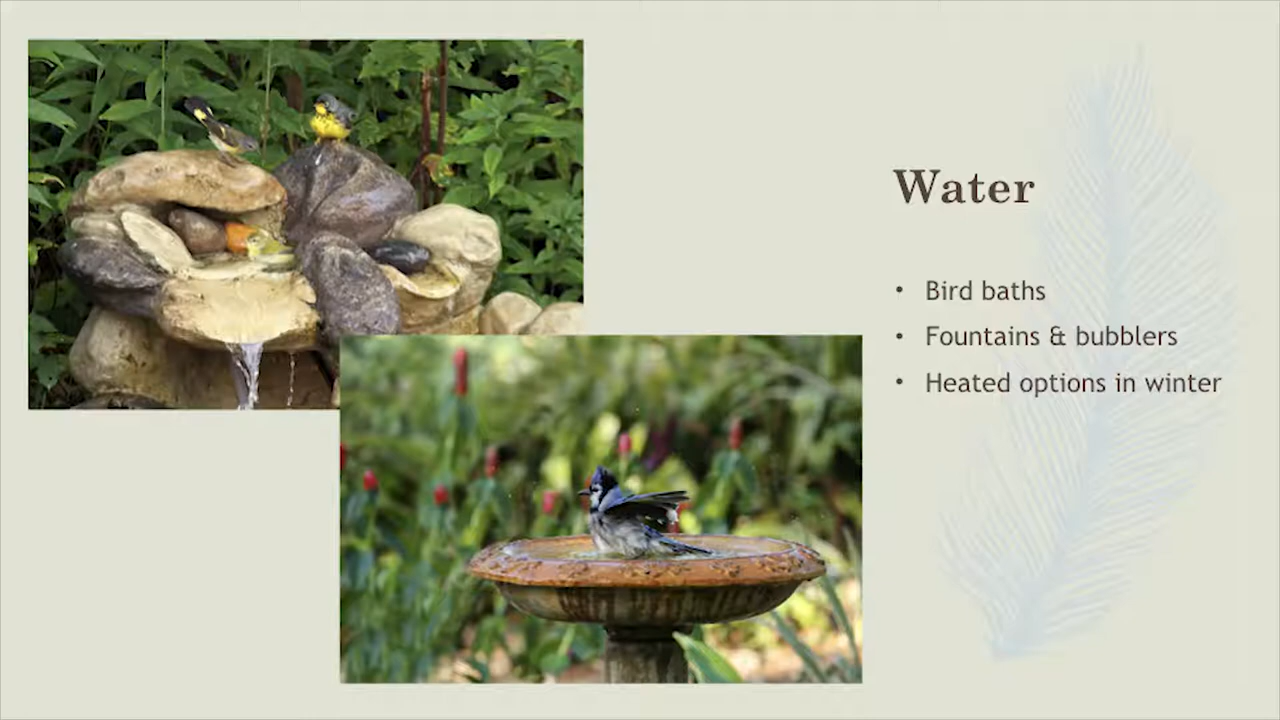 Water
• Bird baths
• Fountains & bubblers
• Heated options in winter